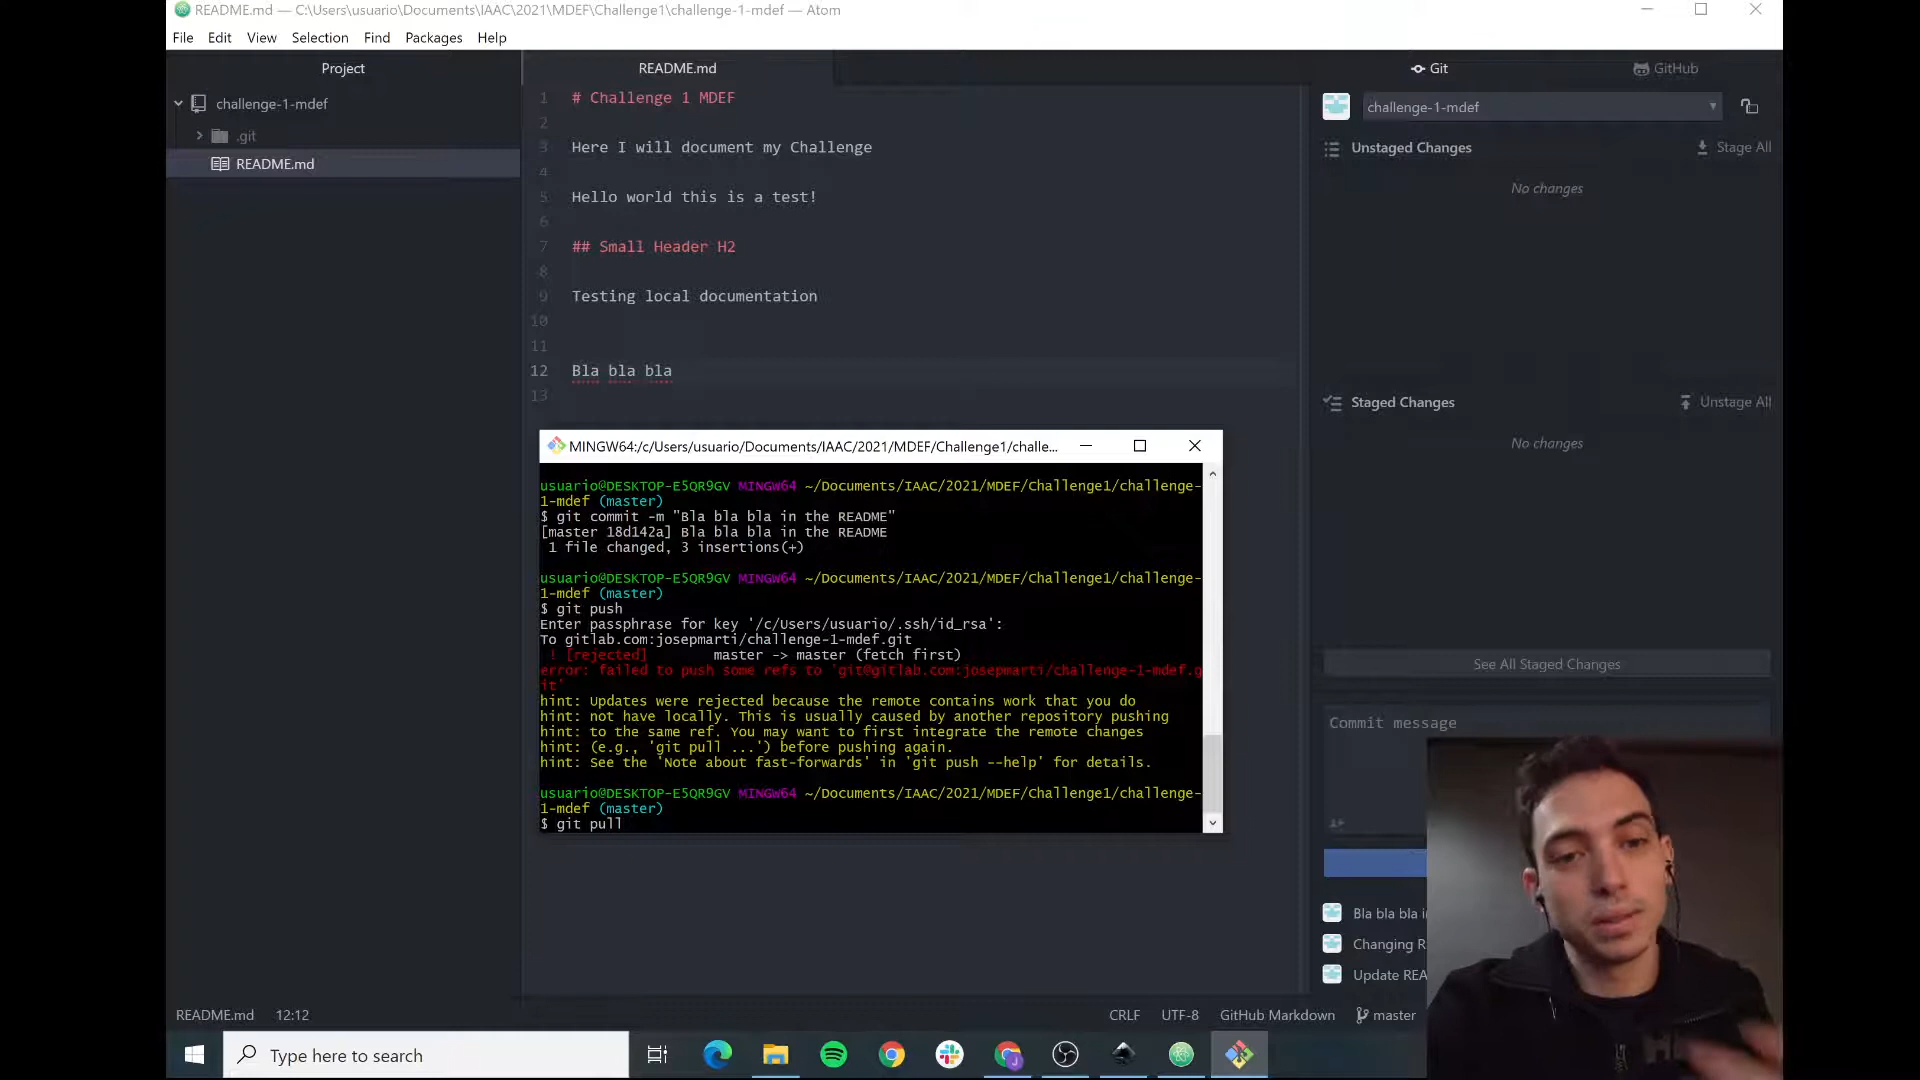 README.md — C:\Users\usuario\Documents\IAAC\2021\MDEF\Challenge1\challenge-1-mdef — Atom
File Edit View Selection Find Packages Help
Project
README.md
Git
GitHub
challenge-1-mdef
.git
README.md
1 # Challenge 1 MDEF
2
3 Here I will document my Challenge
4
5 Hello world this is a test!
6
7 ## Small Header H2
8
9 Testing local documentation
10
11
12 Bla bla bla
13
challenge-1-mdef
Unstaged Changes
Stage All
No changes
Staged Changes
Unstage All
No changes
See All Staged Changes
Commit message
Bla bla bla i
Changing R
Update REA
MINGW64:/c/Users/usuario/Documents/IAAC/2021/MDEF/Challenge1/challe...
usuario@DESKTOP-E5QR9GV MINGW64 ~/Documents/IAAC/2021/MDEF/Challenge1/challenge-
1-mdef (master)
$ git commit -m "Bla bla bla in the README"
[master 18d142a] Bla bla bla in the README
1 file changed, 3 insertions(+)
usuario@DESKTOP-E5QR9GV MINGW64 ~/Documents/IAAC/2021/MDEF/Challenge1/challenge-
1-mdef (master)
$ git push
Enter passphrase for key '/c/Users/usuario/.ssh/id_rsa':
To gitlab.com:josepmarti/challenge-1-mdef.git
! [rejected] master -> master (fetch first)
error: failed to push some refs to 'git@gitlab.com:josepmarti/challenge-1-mdef.g
it'
hint: Updates were rejected because the remote contains work that you do
hint: not have locally. This is usually caused by another repository pushing
hint: to the same ref. You may want to first integrate the remote changes
hint: (e.g., 'git pull ...') before pushing again.
hint: See the 'Note about fast-forwards' in 'git push --help' for details.
usuario@DESKTOP-E5QR9GV MINGW64 ~/Documents/IAAC/2021/MDEF/Challenge1/challenge-
1-mdef (master)
$ git pull
README.md 12:12
CRLF UTF-8 GitHub Markdown master
Type here to search